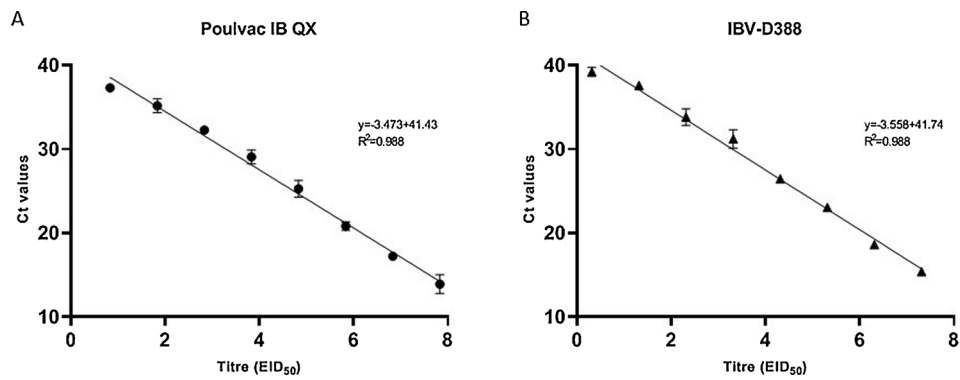 A
Poulvac IB QX
40
30
20
10
Ct values
y=-3.473+41.43
R²=0.988
0 2 4 6 8
Titre (EID₅₀)
B
IBV-D388
40
30
20
10
Ct values
y=-3.558+41.74
R²=0.988
0 2 4 6 8
Titre (EID₅₀)